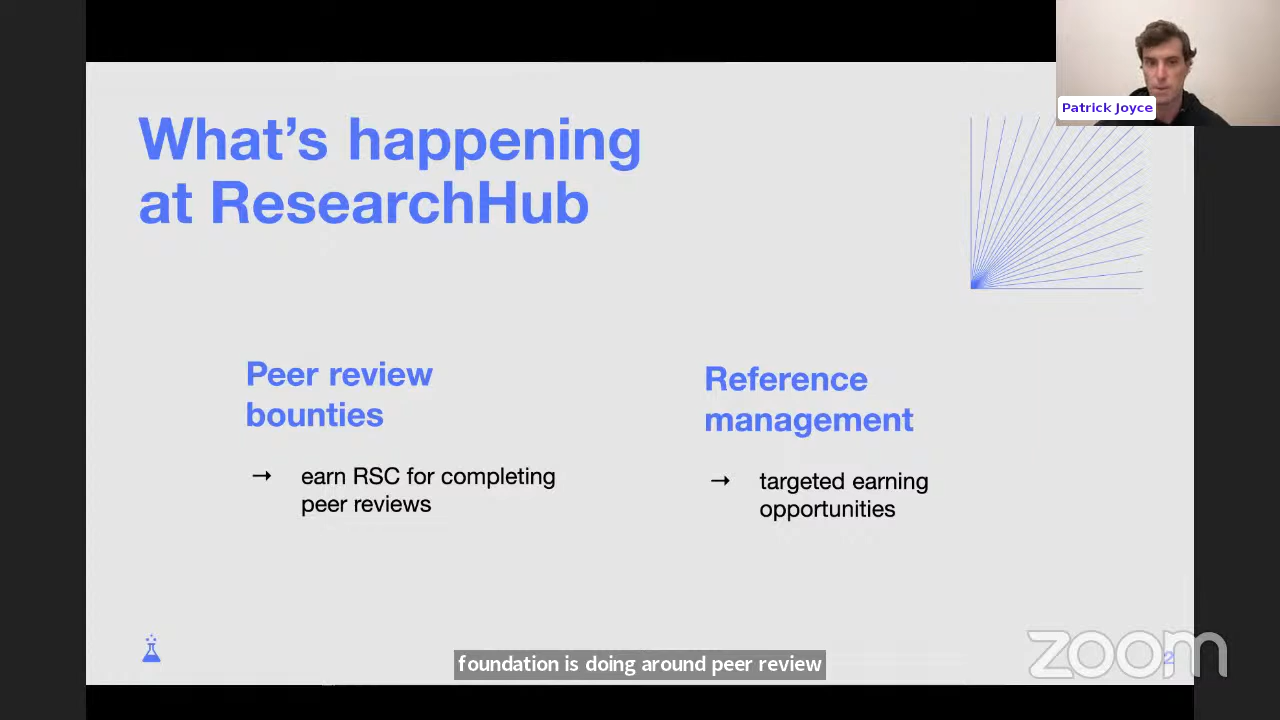 Patrick Joyce
What's happening
at ResearchHub
Peer review
bounties
→ earn RSC for completing
peer reviews
Reference
management
→ targeted earning
opportunities
foundation is doing around peer review
zoom
2